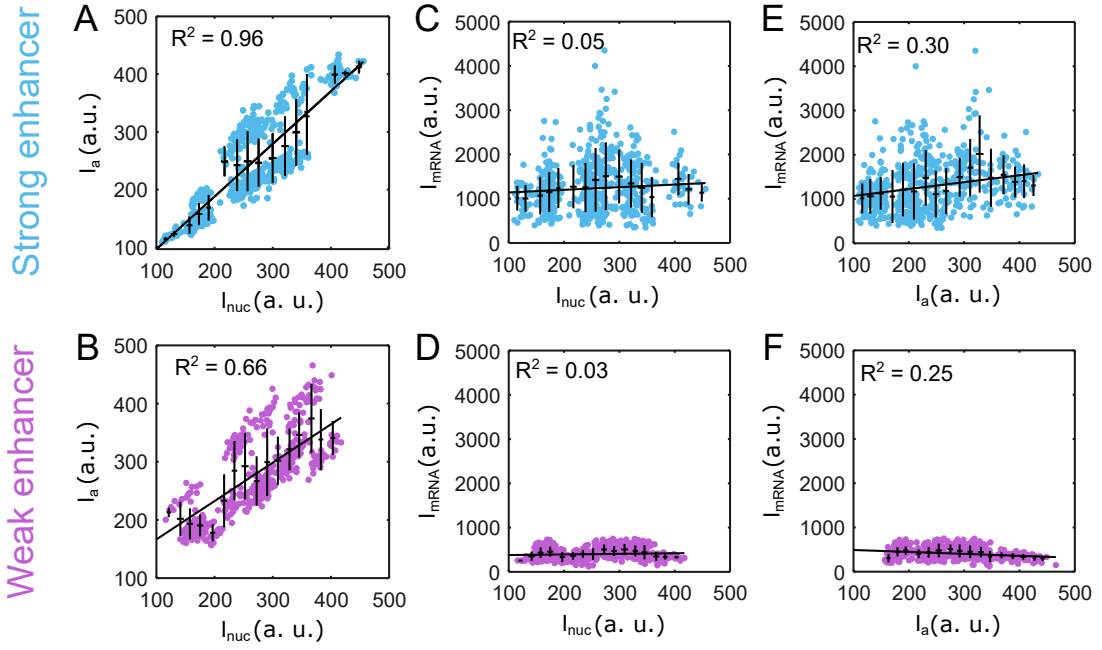 Strong enhancer
A
R² = 0.96
500
400
300
200
100
I_a (a.u.)
100 200 300 400 500
I_nuc (a. u.)
C
R² = 0.05
5000
4000
3000
2000
1000
0
I_mRNA (a.u.)
100 200 300 400 500
I_nuc (a. u.)
E
R² = 0.30
5000
4000
3000
2000
1000
0
I_mRNA (a.u.)
100 200 300 400 500
I_a (a. u.)
Weak enhancer
B
R² = 0.66
500
400
300
200
100
I_a (a.u.)
100 200 300 400 500
I_nuc (a. u.)
D
R² = 0.03
5000
4000
3000
2000
1000
0
I_mRNA (a.u.)
100 200 300 400 500
I_nuc (a. u.)
F
R² = 0.25
5000
4000
3000
2000
1000
0
I_mRNA (a.u.)
100 200 300 400 500
I_a (a. u.)